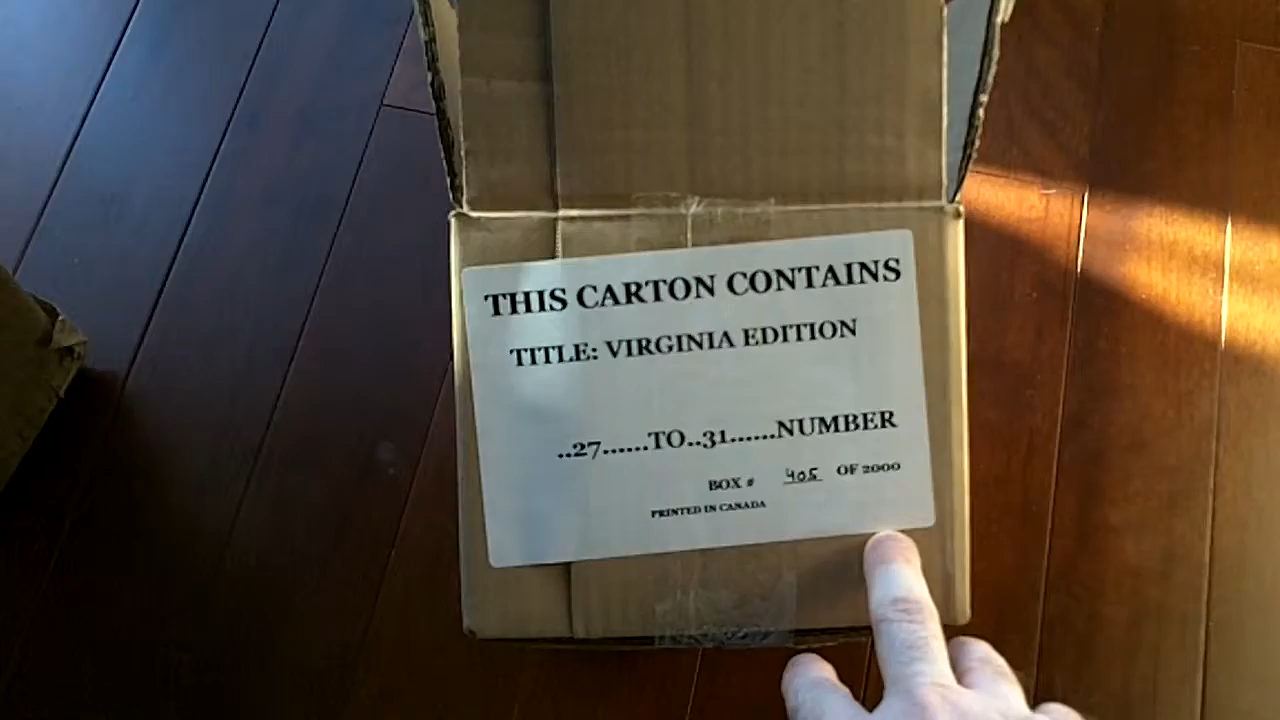 THIS CARTON CONTAINS
TITLE: VIRGINIA EDITION
..27......TO..31......NUMBER
BOX # 405 OF 2000
PRINTED IN CANADA